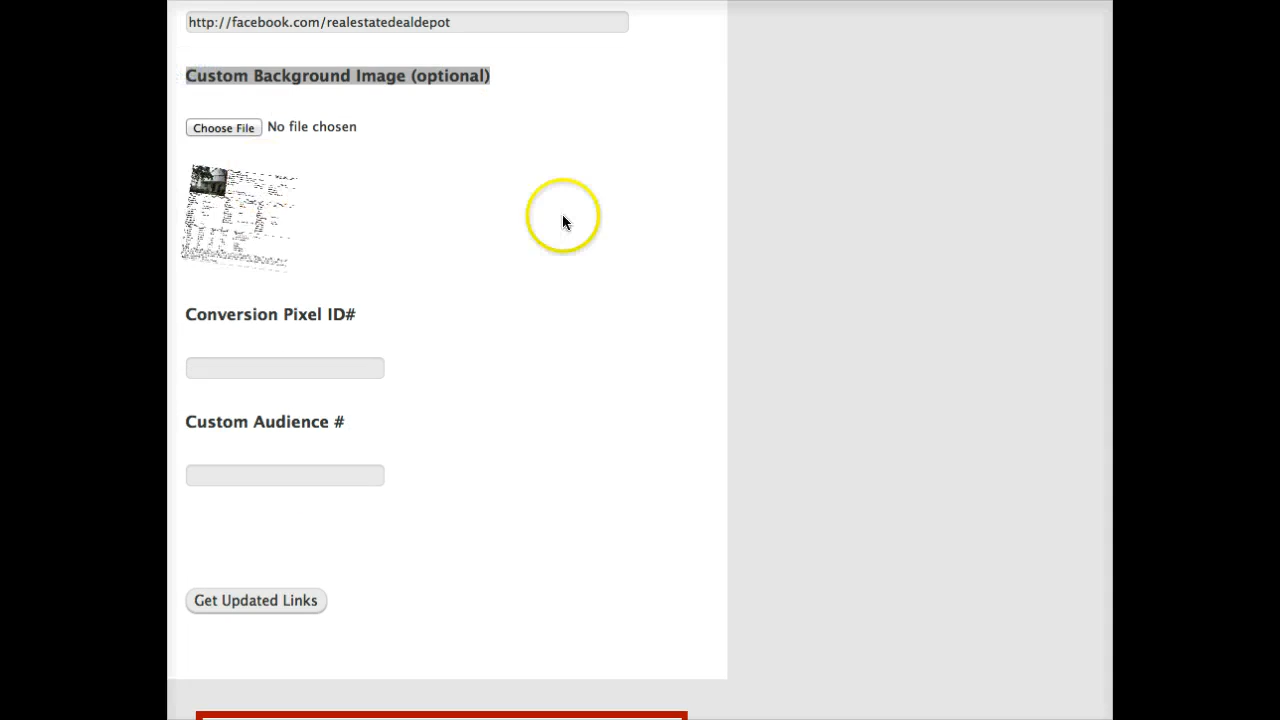 http://facebook.com/realestatedealdepot
Custom Background Image (optional)
Choose File No file chosen
Conversion Pixel ID#
Custom Audience #
Get Updated Links